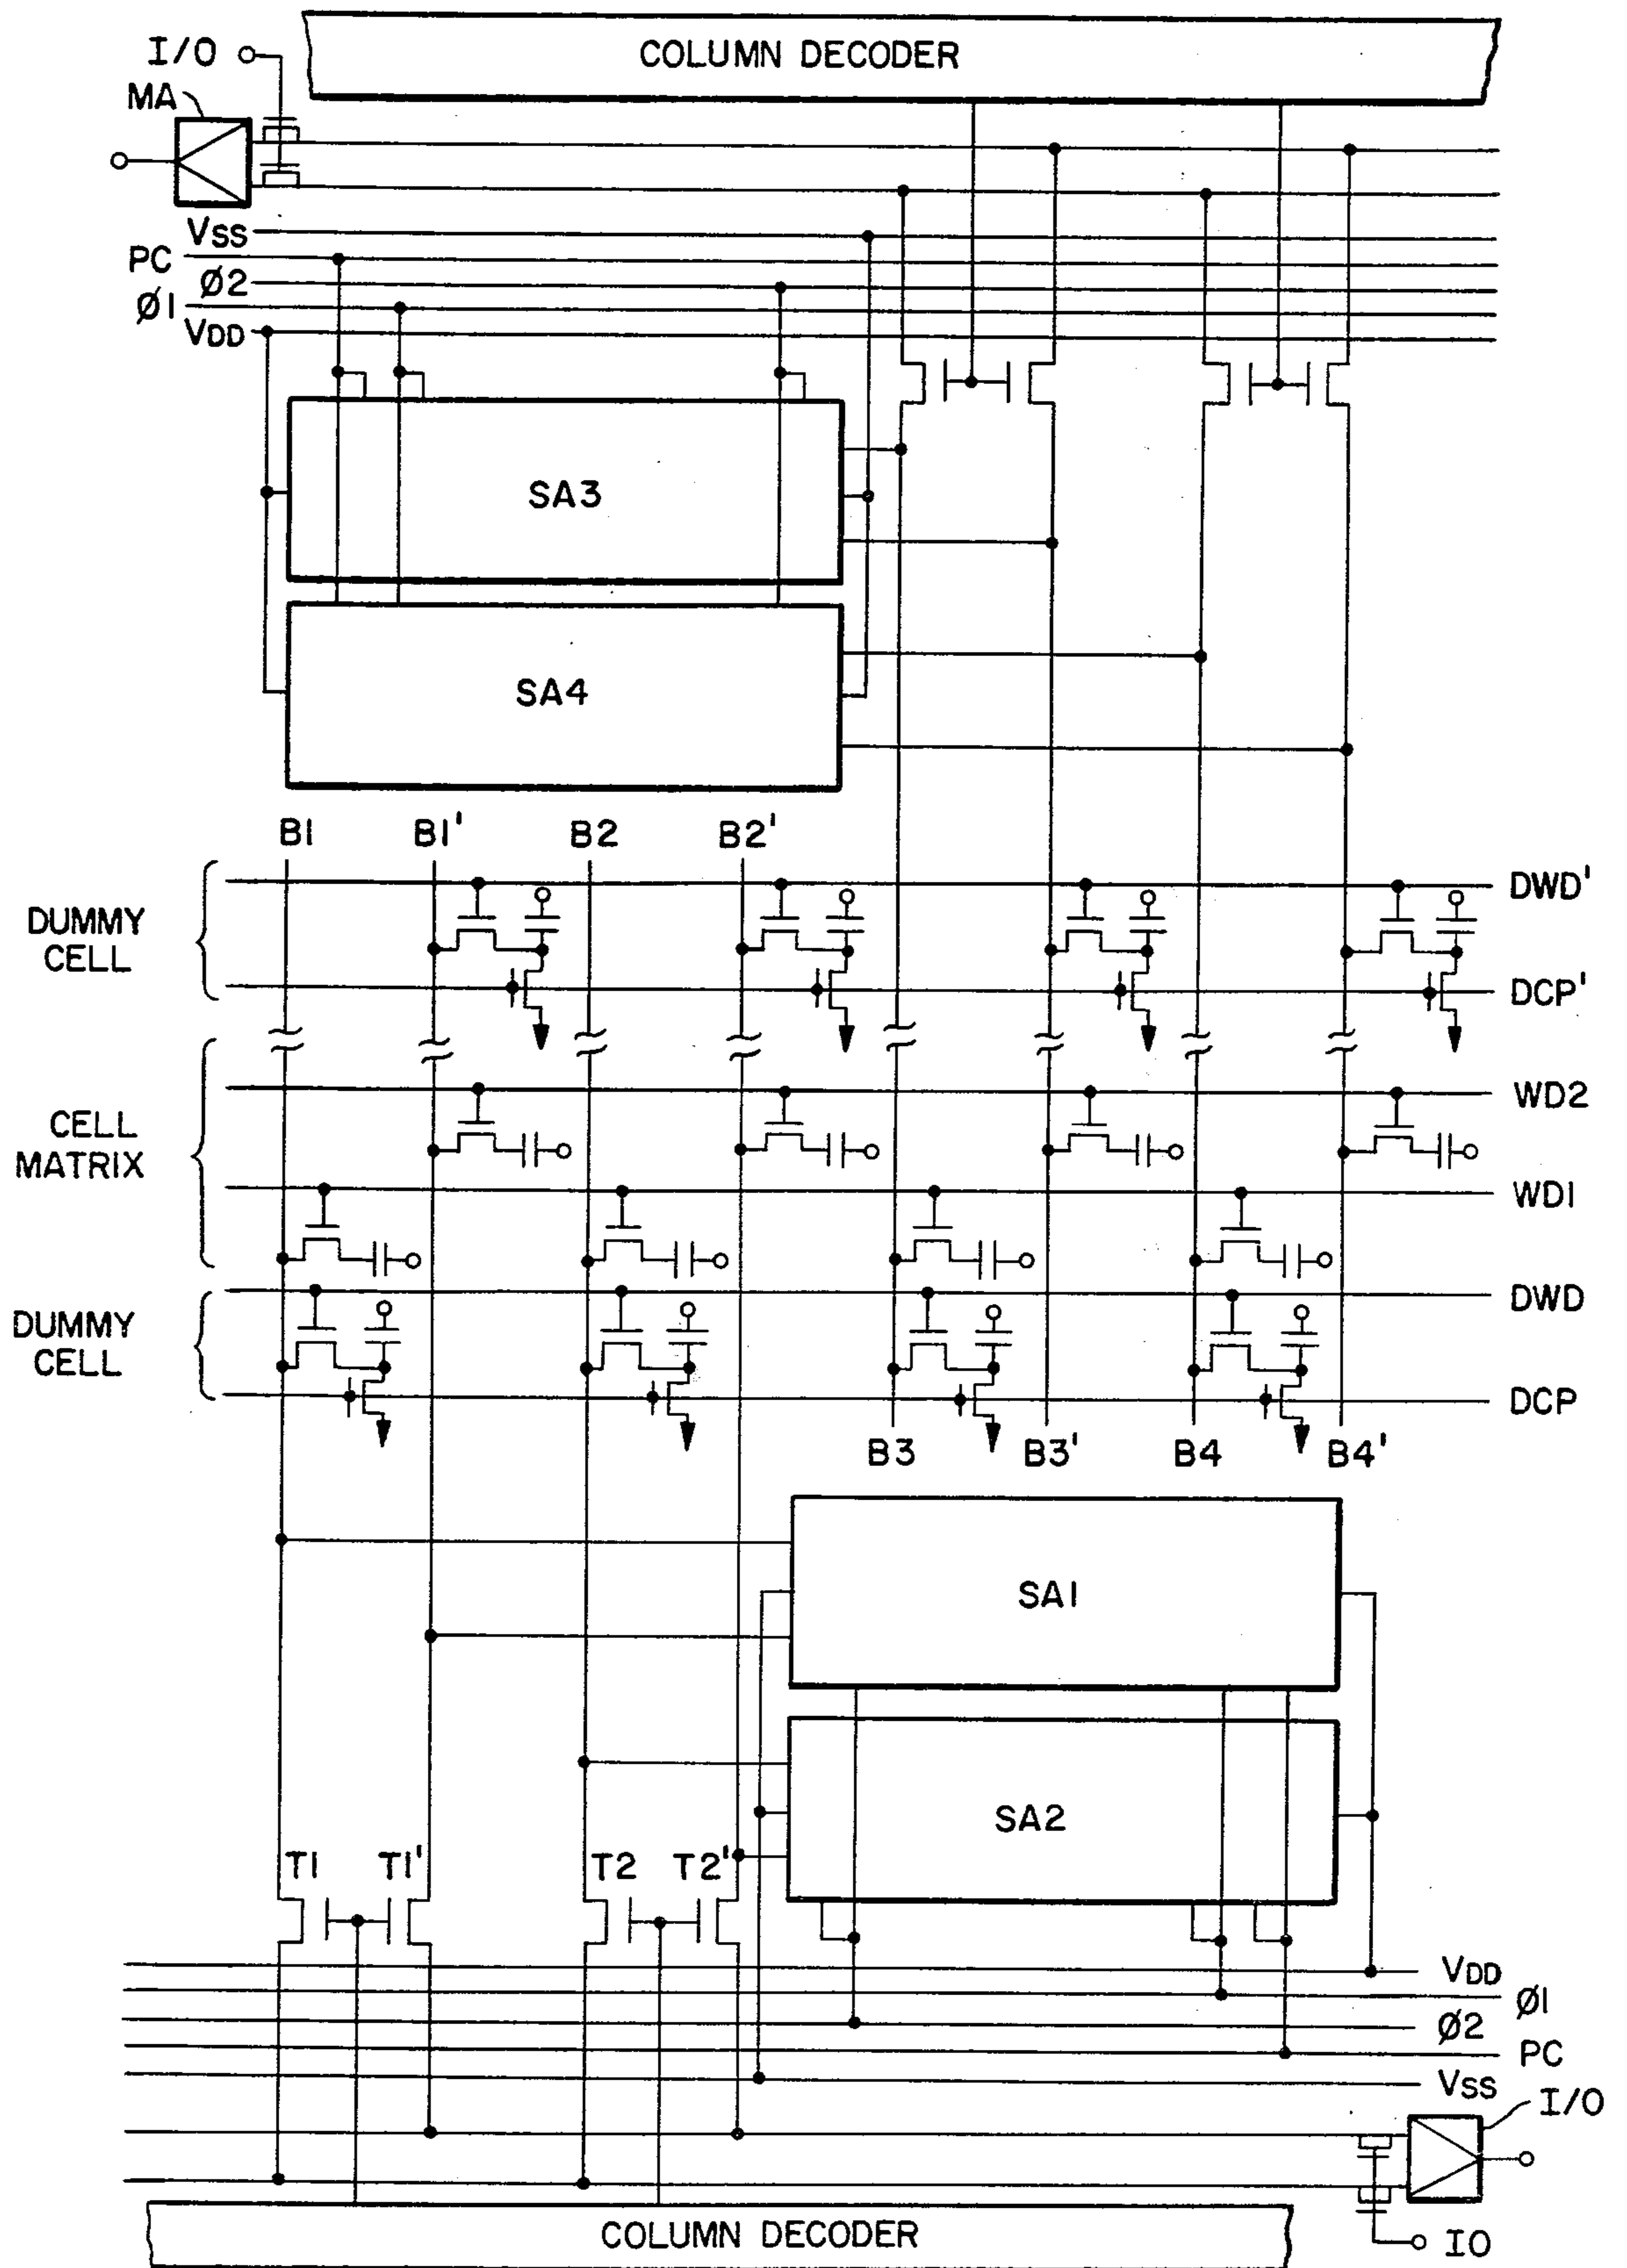 COLUMN DECODER
I/O
MA
VSS
PC
Ø2
Ø1
VDD
SA3
SA4
B1 B1' B2 B2'
DWD'
DUMMY
CELL
DCP'
WD2
CELL
MATRIX
WD1
DWD
DUMMY
CELL
DCP
B3 B3' B4 B4'
SA1
SA2
T1 T1' T2 T2'
VDD
Ø1
Ø2
PC
VSS
I/O
COLUMN DECODER
IO